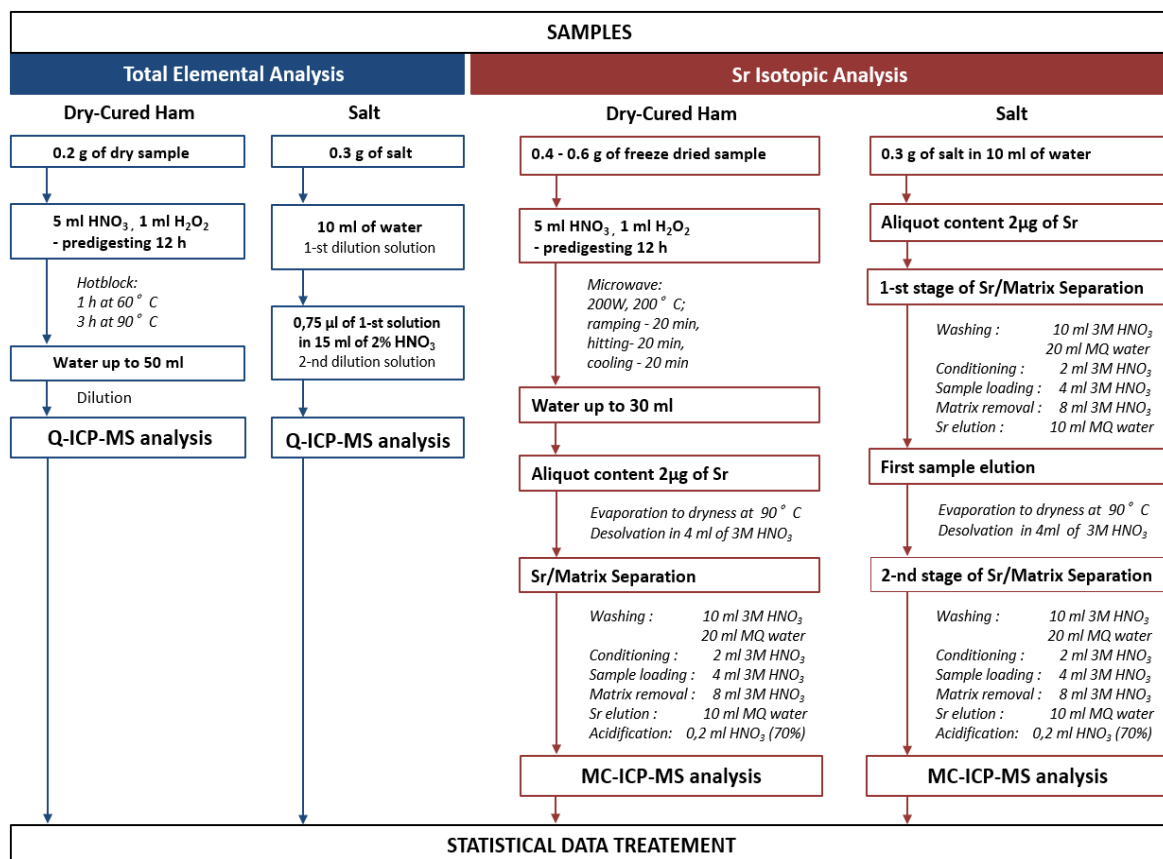 SAMPLES
Total Elemental Analysis
Dry-Cured Ham
0.2 g of dry sample
5 ml HNO₃ , 1 ml H₂O₂
- predigesting 12 h
Hotblock:
1 h at 60° C
3 h at 90° C
Water up to 50 ml
Dilution
Q-ICP-MS analysis
Salt
0.3 g of salt
10 ml of water
1-st dilution solution
0,75 µl of 1-st solution
in 15 ml of 2% HNO₃
2-nd dilution solution
Q-ICP-MS analysis
Sr Isotopic Analysis
Dry-Cured Ham
0.4 - 0.6 g of freeze dried sample
5 ml HNO₃ , 1 ml H₂O₂
- predigesting 12 h
Microwave:
200W, 200° C;
ramping - 20 min,
hitting- 20 min,
cooling - 20 min
Water up to 30 ml
Aliquot content 2µg of Sr
Evaporation to dryness at 90° C
Desolvation in 4 ml of 3M HNO₃
Sr/Matrix Separation
Washing : 10 ml 3M HNO₃
20 ml MQ water
Conditioning : 2 ml 3M HNO₃
Sample loading : 4 ml 3M HNO₃
Matrix removal : 8 ml 3M HNO₃
Sr elution : 10 ml MQ water
Acidification: 0,2 ml HNO₃ (70%)
MC-ICP-MS analysis
Salt
0.3 g of salt in 10 ml of water
Aliquot content 2µg of Sr
1-st stage of Sr/Matrix Separation
Washing : 10 ml 3M HNO₃
20 ml MQ water
Conditioning : 2 ml 3M HNO₃
Sample loading : 4 ml 3M HNO₃
Matrix removal : 8 ml 3M HNO₃
Sr elution : 10 ml MQ water
First sample elution
Evaporation to dryness at 90° C
Desolvation in 4ml of 3M HNO₃
2-nd stage of Sr/Matrix Separation
Washing : 10 ml 3M HNO₃
20 ml MQ water
Conditioning : 2 ml 3M HNO₃
Sample loading : 4 ml 3M HNO₃
Matrix removal : 8 ml 3M HNO₃
Sr elution : 10 ml MQ water
Acidification: 0,2 ml HNO₃ (70%)
MC-ICP-MS analysis
STATISTICAL DATA TREATEMENT